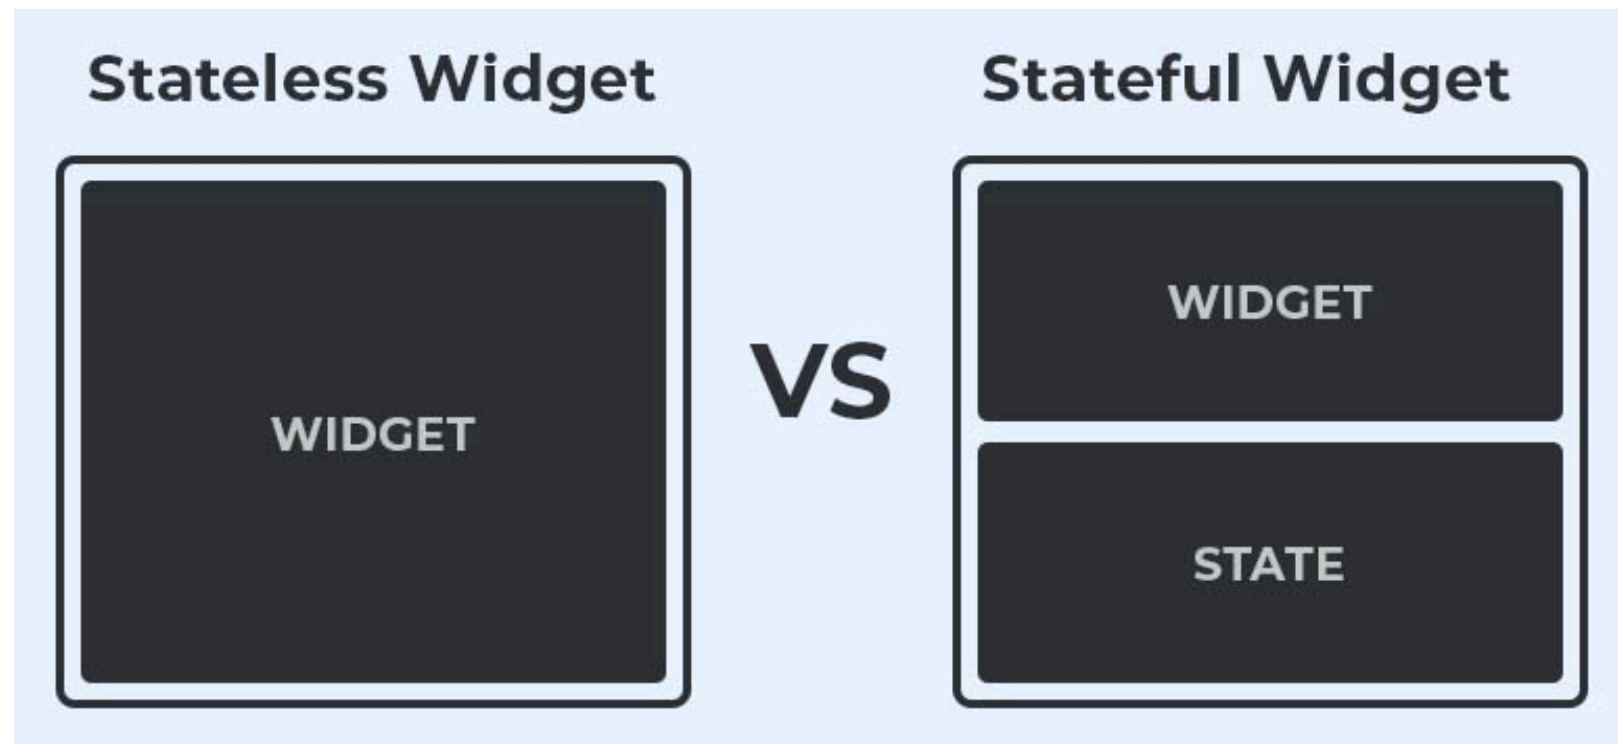 Stateless Widget
WIDGET
VS
Stateful Widget
WIDGET
STATE